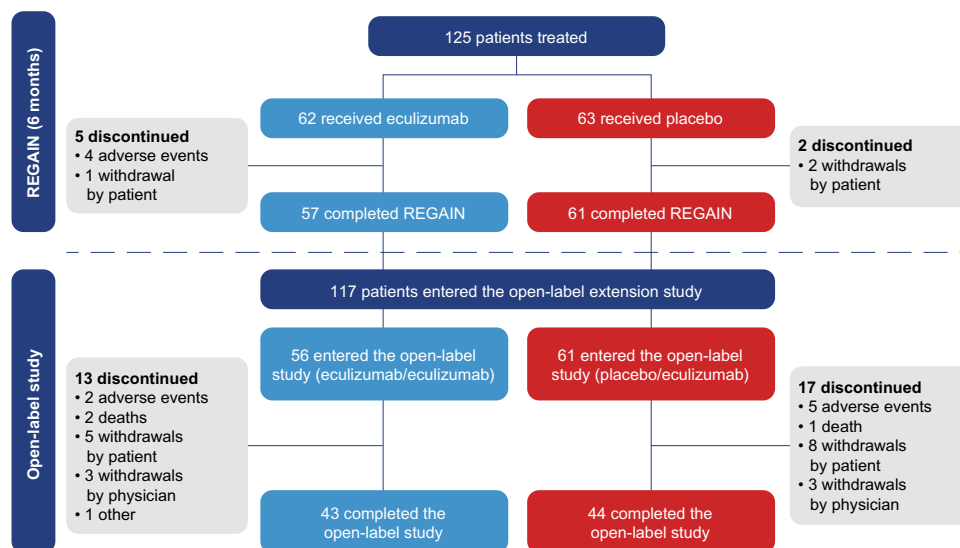 REGAIN (6 months)
125 patients treated
62 received eculizumab
63 received placebo
5 discontinued
• 4 adverse events
• 1 withdrawal
by patient
2 discontinued
• 2 withdrawals
by patient
57 completed REGAIN
61 completed REGAIN
Open-label study
117 patients entered the open-label extension study
56 entered the open-label
study (eculizumab/eculizumab)
61 entered the open-label
study (placebo/eculizumab)
13 discontinued
• 2 adverse events
• 2 deaths
• 5 withdrawals
by patient
• 3 withdrawals
by physician
• 1 other
17 discontinued
• 5 adverse events
• 1 death
• 8 withdrawals
by patient
• 3 withdrawals
by physician
43 completed the
open-label study
44 completed the
open-label study